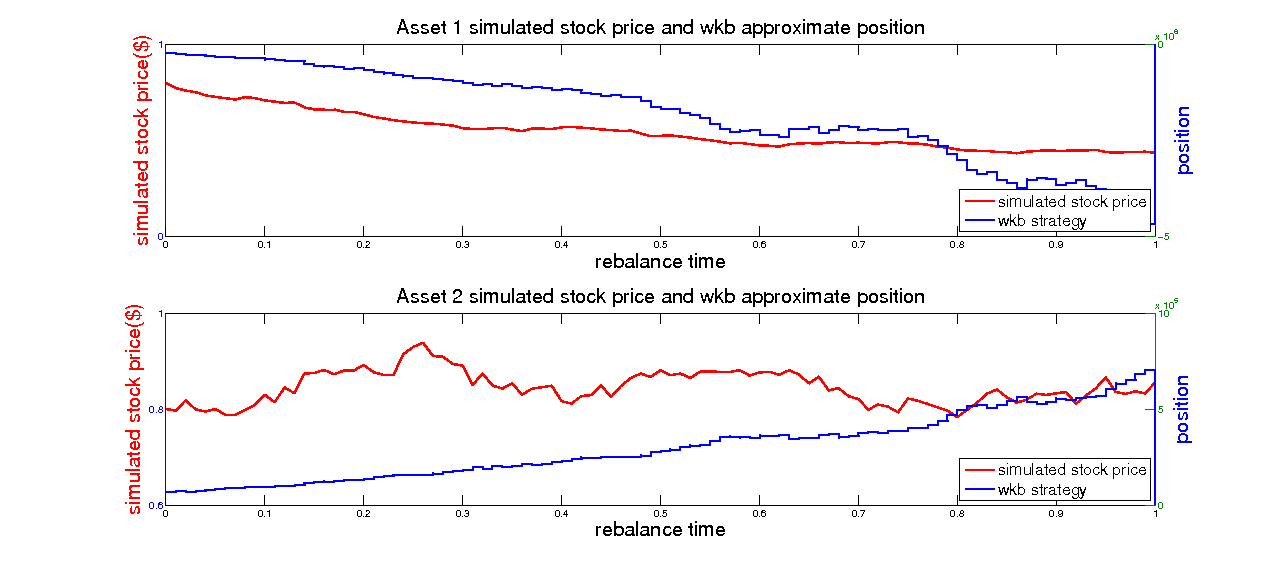 Asset 1 simulated stock price and wkb approximate position
simulated stock price($)
1
0
x 10^6
0
-5
position
simulated stock price
wkb strategy
0 0.1 0.2 0.3 0.4 0.5 0.6 0.7 0.8 0.9 1
rebalance time
Asset 2 simulated stock price and wkb approximate position
simulated stock price($)
1
0.8
0.6
10
5
0
position
simulated stock price
wkb strategy
0 0.1 0.2 0.3 0.4 0.5 0.6 0.7 0.8 0.9 1
rebalance time